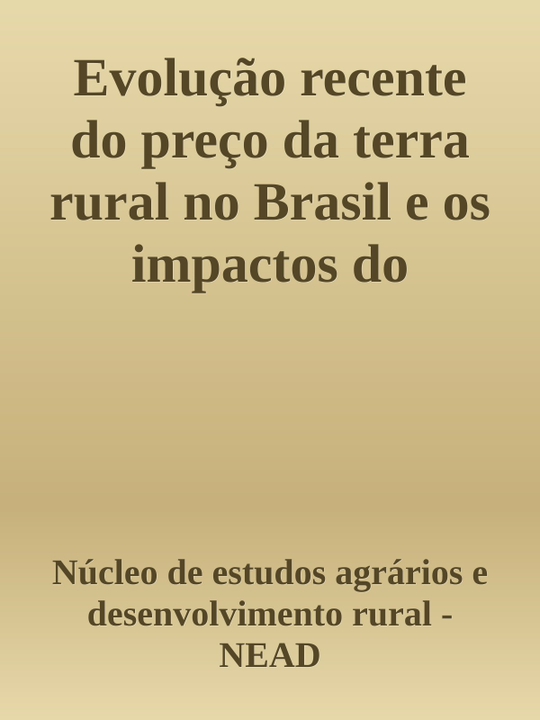 Evolução recente
do preço da terra
rural no Brasil e os
impactos do
Núcleo de estudos agrários e
desenvolvimento rural -
NEAD